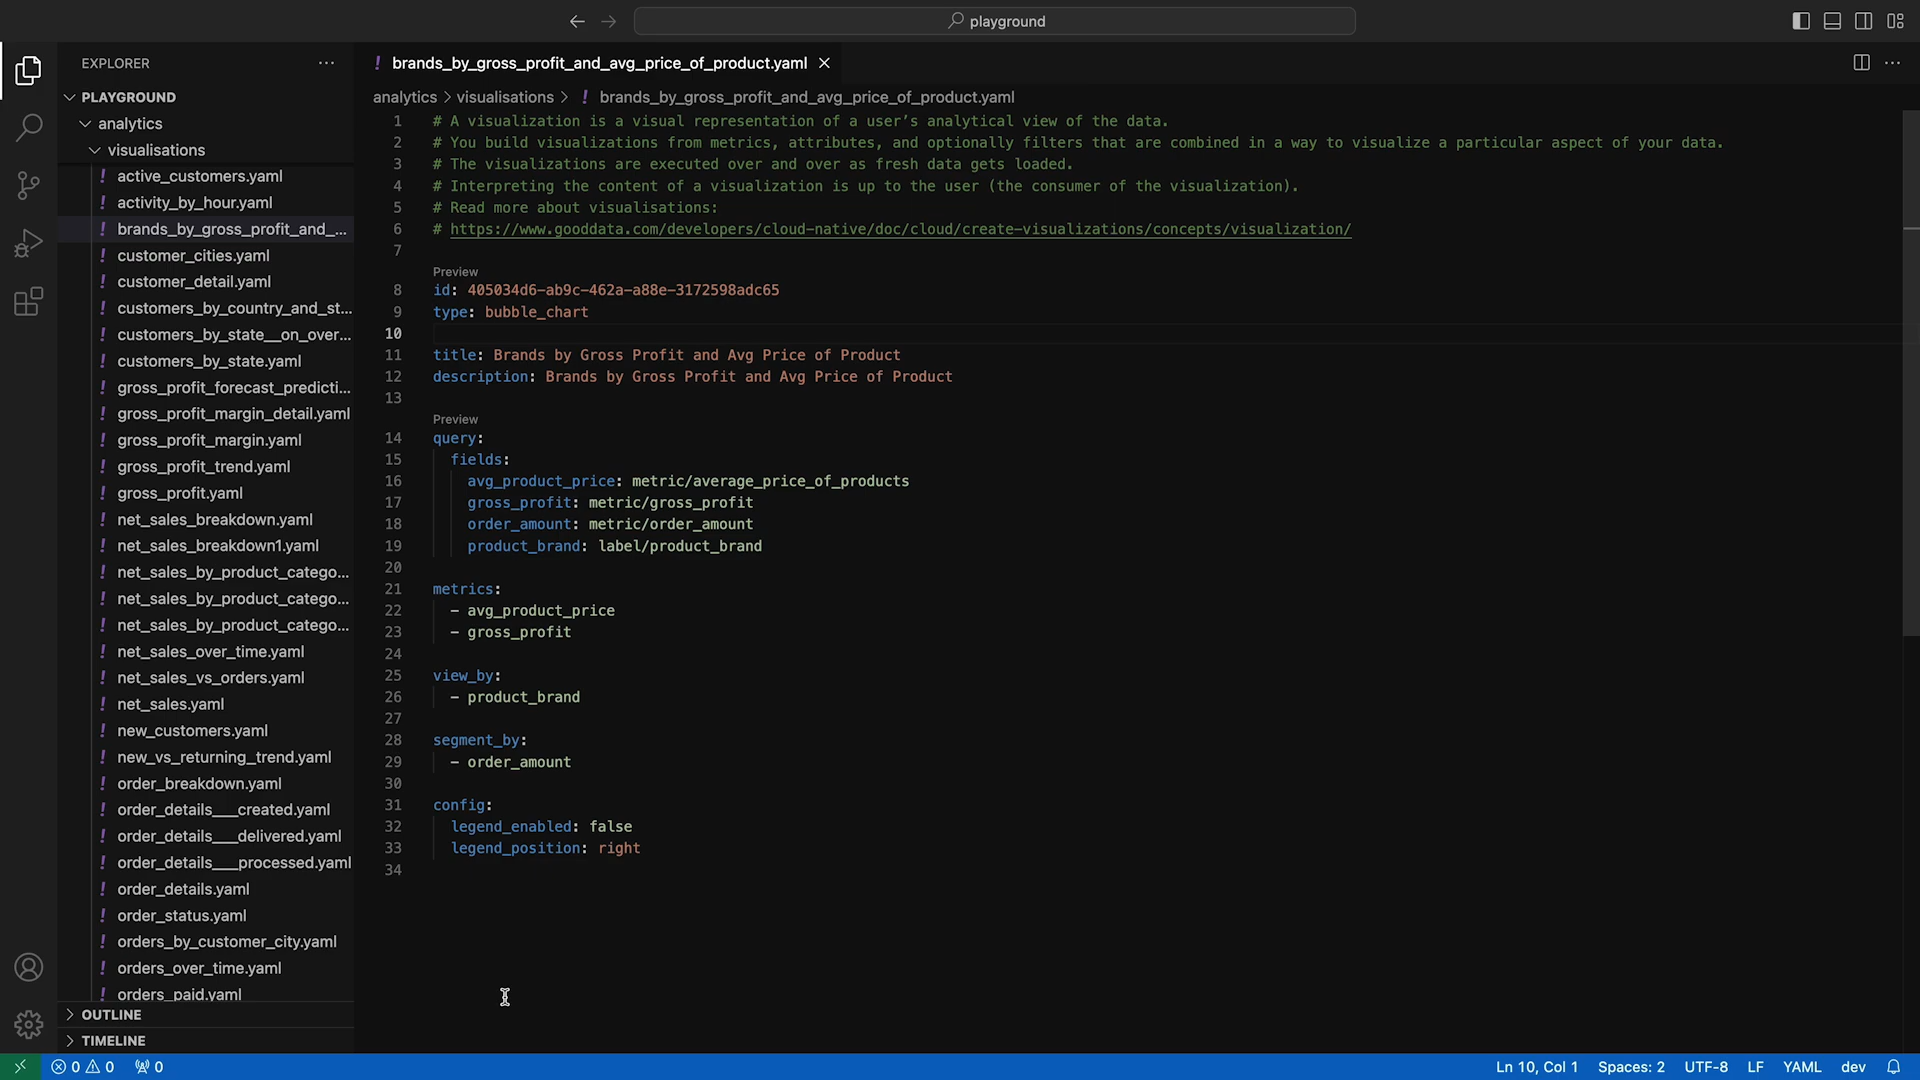 playground
EXPLORER
brands_by_gross_profit_and_avg_price_of_product.yaml
PLAYGROUND
analytics
visualisations
active_customers.yaml
activity_by_hour.yaml
brands_by_gross_profit_and_...
customer_cities.yaml
customer_detail.yaml
customers_by_country_and_st...
customers_by_state__on_over...
customers_by_state.yaml
gross_profit_forecast_predicti...
gross_profit_margin_detail.yaml
gross_profit_margin.yaml
gross_profit_trend.yaml
gross_profit.yaml
net_sales_breakdown.yaml
net_sales_breakdown1.yaml
net_sales_by_product_catego...
net_sales_by_product_catego...
net_sales_by_product_catego...
net_sales_over_time.yaml
net_sales_vs_orders.yaml
net_sales.yaml
new_customers.yaml
new_vs_returning_trend.yaml
order_breakdown.yaml
order_details___created.yaml
order_details___delivered.yaml
order_details___processed.yaml
order_details.yaml
order_status.yaml
orders_by_customer_city.yaml
orders_over_time.yaml
orders_paid.yaml
OUTLINE
TIMELINE
analytics > visualisations > ! brands_by_gross_profit_and_avg_price_of_product.yaml
1 # A visualization is a visual representation of a user’s analytical view of the data.
2 # You build visualizations from metrics, attributes, and optionally filters that are combined in a way to visualize a particular aspect of your data.
3 # The visualizations are executed over and over as fresh data gets loaded.
4 # Interpreting the content of a visualization is up to the user (the consumer of the visualization).
5 # Read more about visualisations:
6 # https://www.gooddata.com/developers/cloud-native/doc/cloud/create-visualizations/concepts/visualization/
7
Preview
8 id: 405034d6-ab9c-462a-a88e-3172598adc65
9 type: bubble_chart
10
11 title: Brands by Gross Profit and Avg Price of Product
12 description: Brands by Gross Profit and Avg Price of Product
13
Preview
14 query:
15 fields:
16 avg_product_price: metric/average_price_of_products
17 gross_profit: metric/gross_profit
18 order_amount: metric/order_amount
19 product_brand: label/product_brand
20
21 metrics:
22 - avg_product_price
23 - gross_profit
24
25 view_by:
26 - product_brand
27
28 segment_by:
29 - order_amount
30
31 config:
32 legend_enabled: false
33 legend_position: right
34
0 0 0
Ln 10, Col 1 Spaces: 2 UTF-8 LF YAML dev